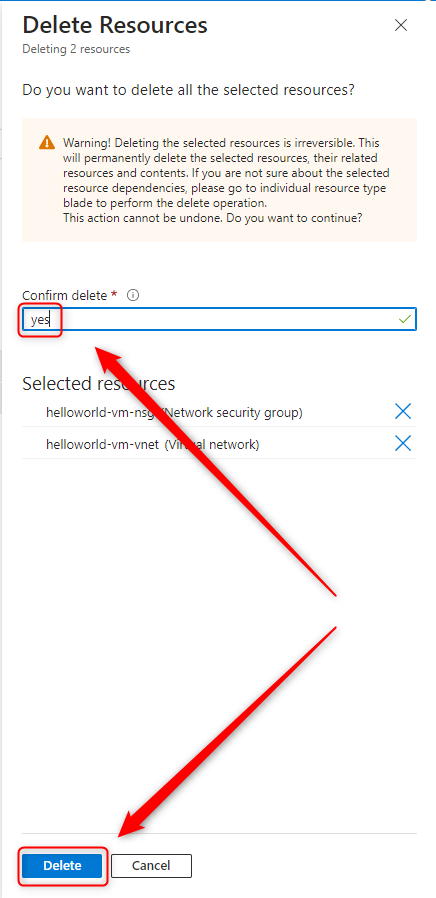 Delete Resources
Deleting 2 resources
Do you want to delete all the selected resources?
Warning! Deleting the selected resources is irreversible. This
will permanently delete the selected resources, their related
resources and contents. If you are not sure about the selected
resource dependencies, please go to individual resource type
blade to perform the delete operation.
This action cannot be undone. Do you want to continue?
Confirm delete *
yes
Selected resources
helloworld-vm-nsg (Network security group)
helloworld-vm-vnet (Virtual network)
Delete
Cancel